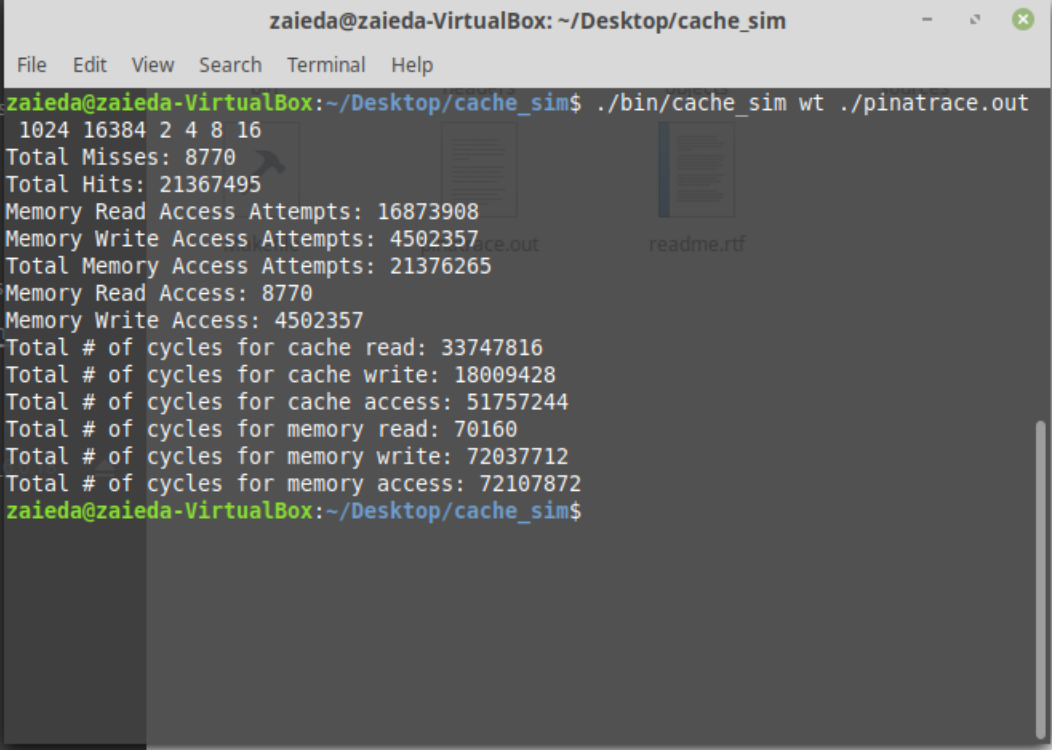 zaieda@zaieda-VirtualBox: ~/Desktop/cache_sim
File Edit View Search Terminal Help
zaieda@zaieda-VirtualBox:~/Desktop/cache_sim$ ./bin/cache_sim wt ./pinatrace.out
1024 16384 2 4 8 16
Total Misses: 8770
Total Hits: 21367495
Memory Read Access Attempts: 16873908
Memory Write Access Attempts: 4502357
Total Memory Access Attempts: 21376265
Memory Read Access: 8770
Memory Write Access: 4502357
Total # of cycles for cache read: 33747816
Total # of cycles for cache write: 18009428
Total # of cycles for cache access: 51757244
Total # of cycles for memory read: 70160
Total # of cycles for memory write: 72037712
Total # of cycles for memory access: 72107872
zaieda@zaieda-VirtualBox:~/Desktop/cache_sim$
readme.rtf